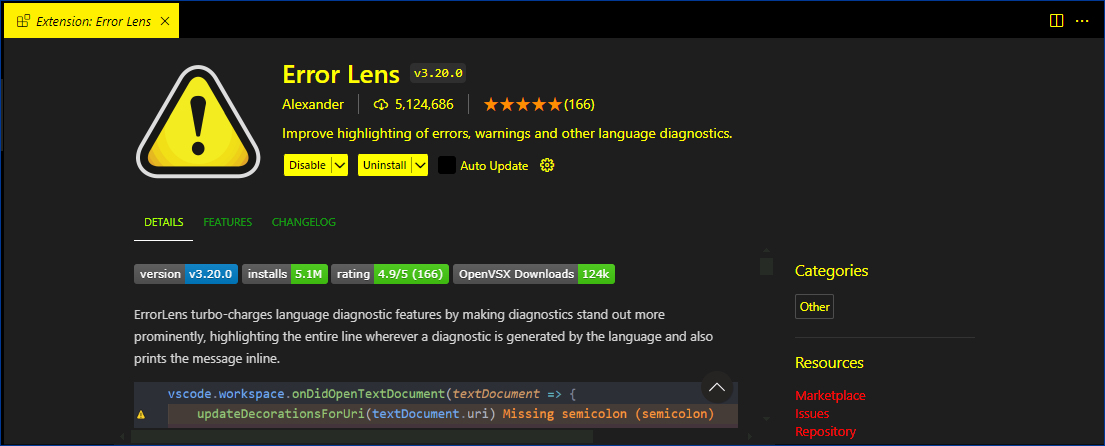 Extension: Error Lens
Error Lens v3.20.0
Alexander 5,124,686 (166)
Improve highlighting of errors, warnings and other language diagnostics.
Disable Uninstall Auto Update
DETAILS FEATURES CHANGELOG
version v3.20.0 installs 5.1M rating 4.9/5 (166) OpenVSX Downloads 124k
ErrorLens turbo-charges language diagnostic features by making diagnostics stand out more
prominently, highlighting the entire line wherever a diagnostic is generated by the language and also
prints the message inline.
vscode.workspace.onDidOpenTextDocument(textDocument => {
updateDecorationsForUri(textDocument.uri) Missing semicolon (semicolon)
Categories
Other
Resources
Marketplace
Issues
Repository